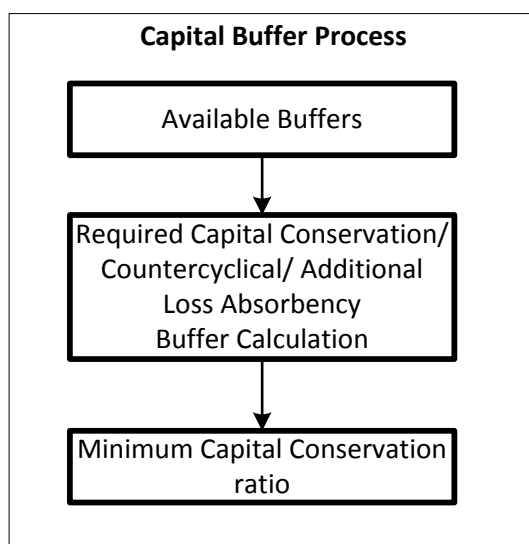 Capital Buffer Process
Available Buffers
Required Capital Conservation/
Countercyclical/ Additional
Loss Absorbency
Buffer Calculation
Minimum Capital Conservation
ratio